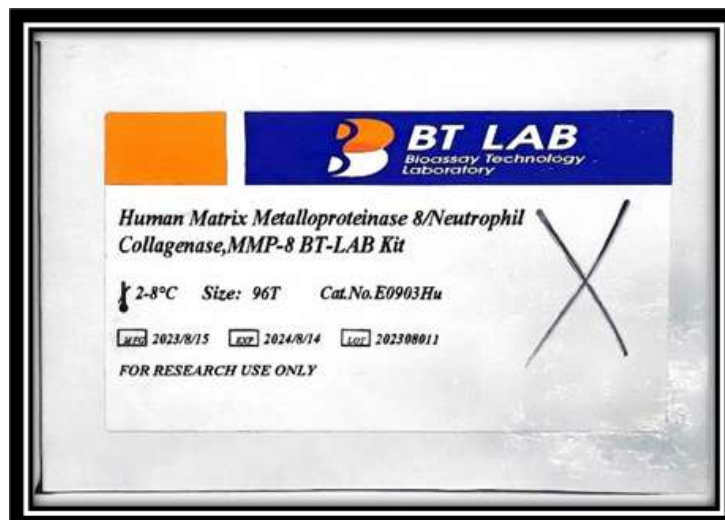 BT LAB
Bioassay Technology
Laboratory
Human Matrix Metalloproteinase 8/Neutrophil
Collagenase,MMP-8 BT-LAB Kit
2-8°C Size: 96T Cat.No.E0903Hu
MFG 2023/8/15 EXP 2024/8/14 LOT 202308011
FOR RESEARCH USE ONLY